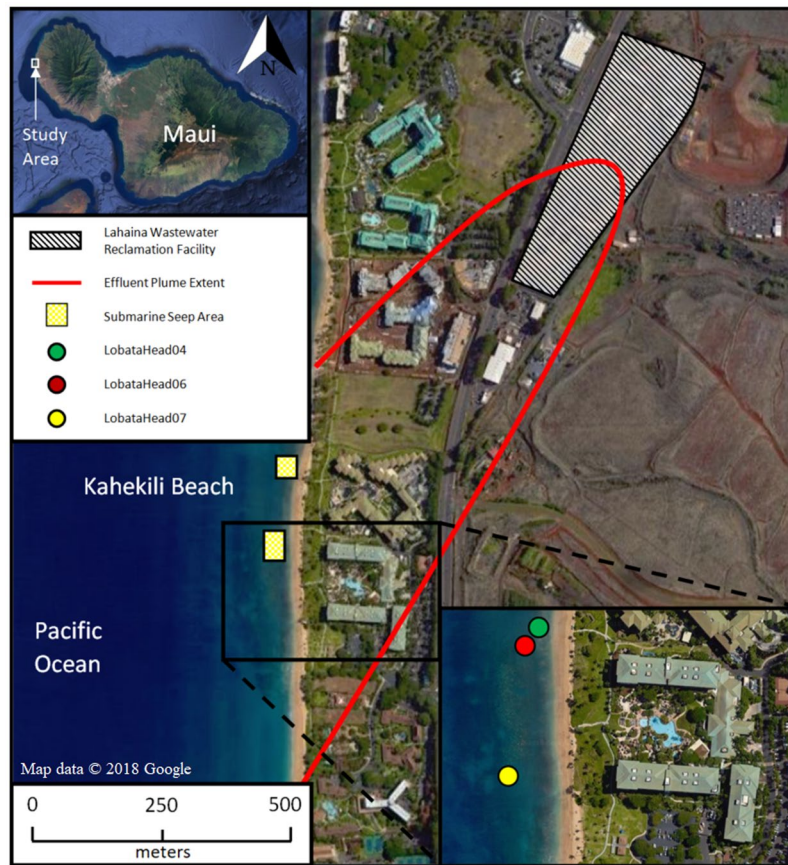 N
Maui
Study
Area
Lahaina Wastewater
Reclamation Facility
Effluent Plume Extent
Submarine Seep Area
LobataHead04
LobataHead06
LobataHead07
Kahekili Beach
Pacific
Ocean
Map data © 2018 Google
0 250 500
meters